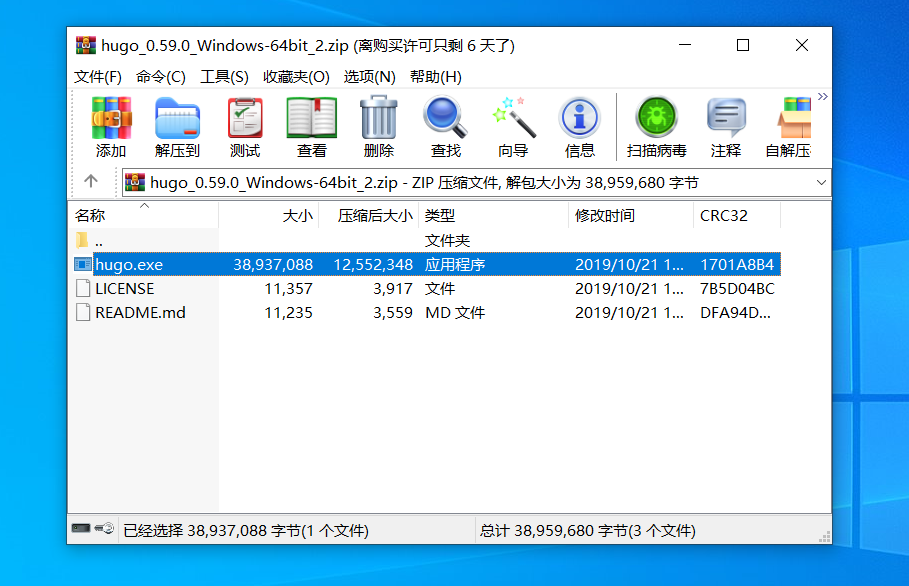 hugo_0.59.0_Windows-64bit_2.zip (离购买许可只剩 6 天了)
文件(F) 命令(C) 工具(S) 收藏夹(O) 选项(N) 帮助(H)
添加 解压到 测试 查看 删除 查找 向导 信息 扫描病毒 注释 自解压
hugo_0.59.0_Windows-64bit_2.zip - ZIP 压缩文件, 解包大小为 38,959,680 字节
名称 大小 压缩后大小 类型 修改时间 CRC32
.. 文件夹
hugo.exe 38,937,088 12,552,348 应用程序 2019/10/21 1... 1701A8B4
LICENSE 11,357 3,917 文件 2019/10/21 1... 7B5D04BC
README.md 11,235 3,559 MD 文件 2019/10/21 1... DFA94D...
已经选择 38,937,088 字节(1 个文件) 总计 38,959,680 字节(3 个文件)